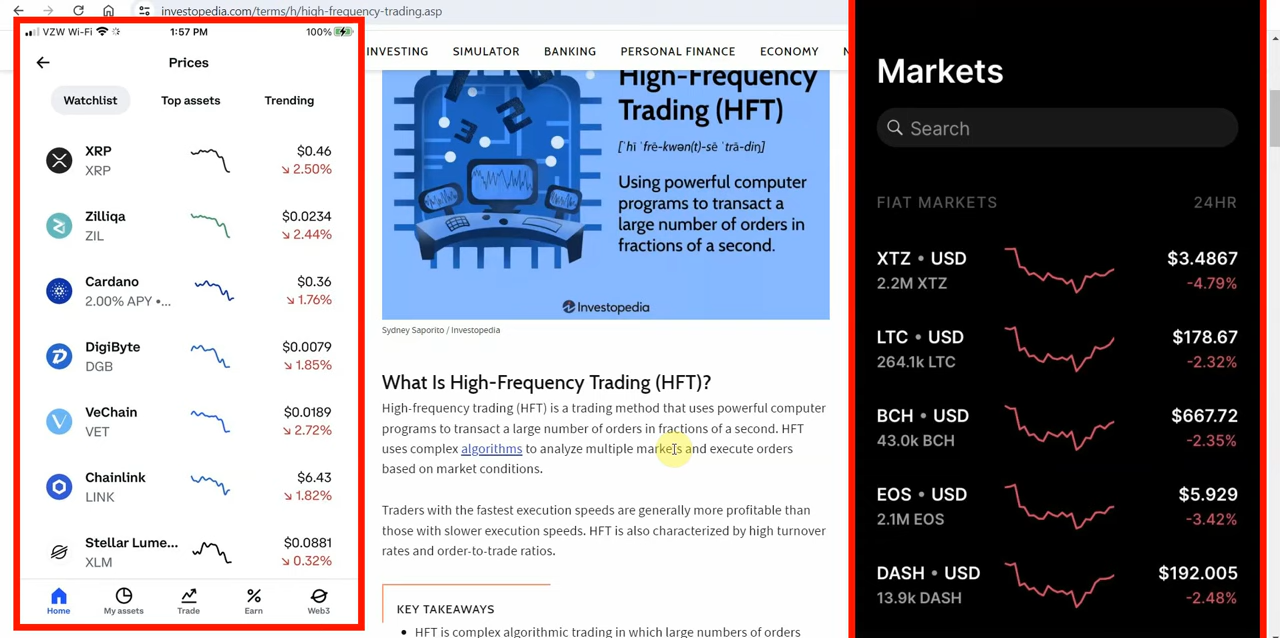 investopedia.com/terms/h/high-frequency-trading.asp
VZW Wi-Fi
1:57 PM
100%
Prices
Watchlist
Top assets
Trending
XRP
$0.46
XRP
↘ 2.50%
Zilliqa
$0.0234
ZIL
↘ 2.44%
Cardano
$0.36
2.00% APY •...
↘ 1.76%
DigiByte
$0.0079
DGB
↘ 1.85%
VeChain
$0.0189
VET
↘ 2.72%
Chainlink
$6.43
LINK
↘ 1.82%
Stellar Lume...
$0.0881
XLM
↘ 0.32%
Home
My assets
Trade
Earn
Web3
INVESTING
SIMULATOR
BANKING
PERSONAL FINANCE
ECONOMY
High-Frequency
Trading (HFT)
[ˈhī ˈfrē-kwən(t)-sē ˈtrā-diŋ]
Using powerful computer
programs to transact a
large number of orders in
fractions of a second.
Investopedia
Sydney Saporito / Investopedia
What Is High-Frequency Trading (HFT)?
High-frequency trading (HFT) is a trading method that uses powerful computer
programs to transact a large number of orders in fractions of a second. HFT
uses complex algorithms to analyze multiple markets and execute orders
based on market conditions.
Traders with the fastest execution speeds are generally more profitable than
those with slower execution speeds. HFT is also characterized by high turnover
rates and order-to-trade ratios.
KEY TAKEAWAYS
• HFT is complex algorithmic trading in which large numbers of orders
Markets
Search
FIAT MARKETS
24HR
XTZ • USD
$3.4867
2.2M XTZ
-4.79%
LTC • USD
$178.67
264.1k LTC
-2.32%
BCH • USD
$667.72
43.0k BCH
-2.35%
EOS • USD
$5.929
2.1M EOS
-3.42%
DASH • USD
$192.005
13.9k DASH
-2.48%